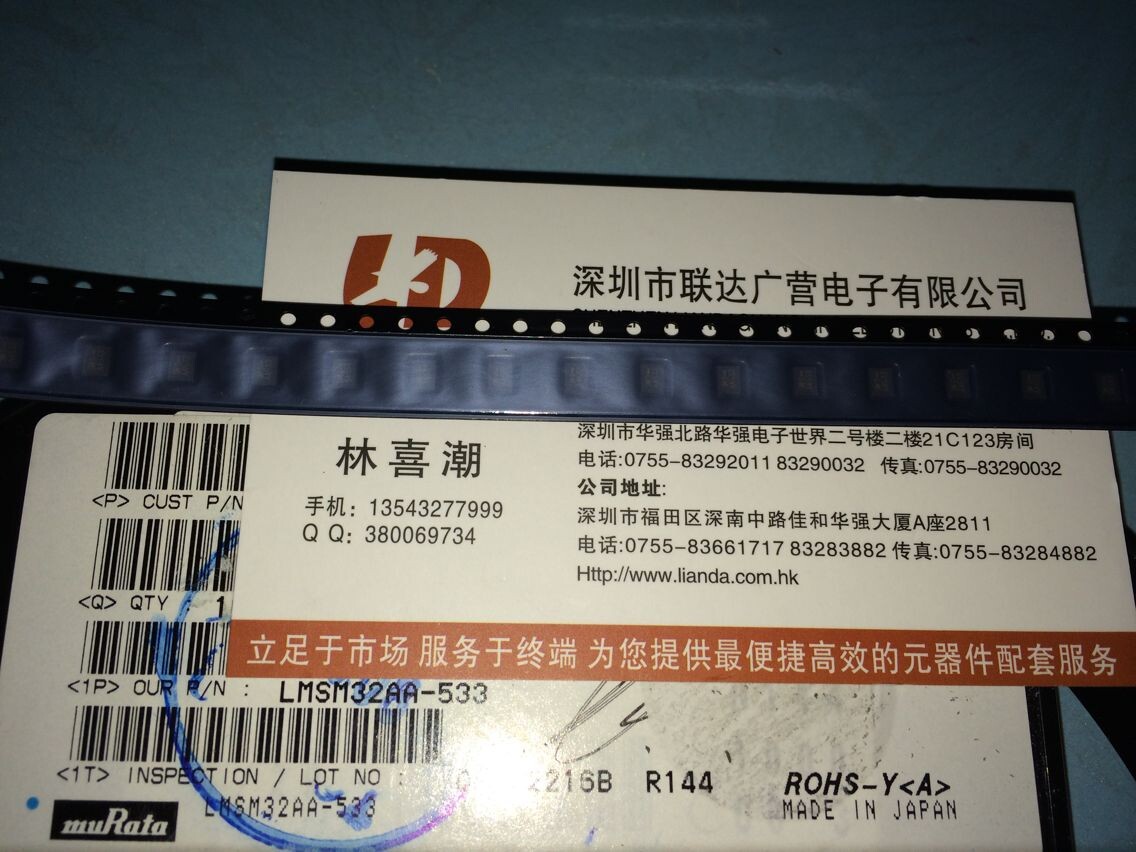 深圳市联达广营电子有限公司
林喜潮
手机：13543277999
Q Q：380069734
深圳市华强北路华强电子世界二号楼二楼21C123房间
电话:0755-83292011 83290032 传真:0755-83290032
公司地址:
深圳市福田区深南中路佳和华强大厦A座2811
电话:0755-83661717 83283882 传真:0755-83284882
Http://www.lianda.com.hk
立足于市场 服务于终端 为您提供最便捷高效的元器件配套服务
<P> CUST P/N
<Q> QTY : 1
<1P> OUR P/N : LMSM32AA-533
<1T> INSPECTION / LOT NO : 2216B R144 ROHS-Y<A>
LMSM32AA-533 MADE IN JAPAN
muRata